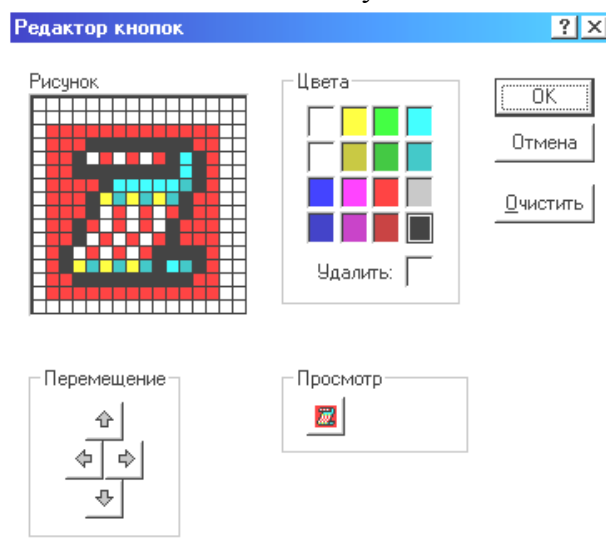 Редактор кнопок
Рисунок
Цвета
OK
Отмена
Очистить
Удалить:
Перемещение
Просмотр